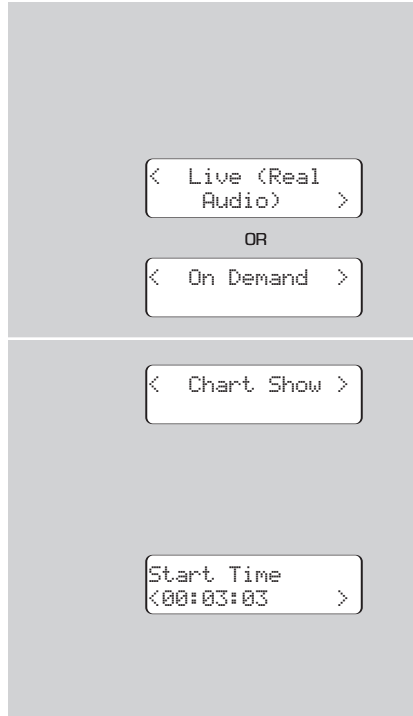 <  Live (Real
Audio)  >
OR
<  On Demand  >
<  Chart Show  >
Start Time
<00:03:03  >